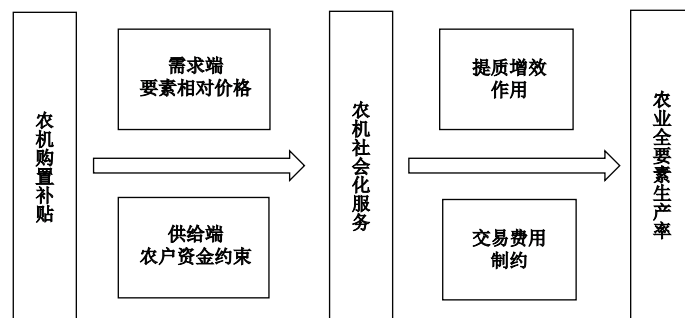 农机购置补贴
需求端
要素相对价格
供给端
农户资金约束
农机社会化服务
提质增效
作用
交易费用
制约
农业全要素生产率